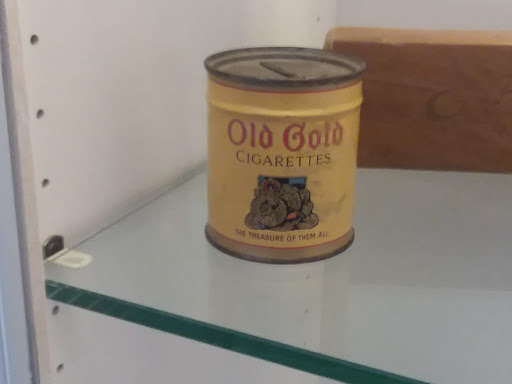 Old Gold
CIGARETTES
THE TREASURE OF THEM ALL